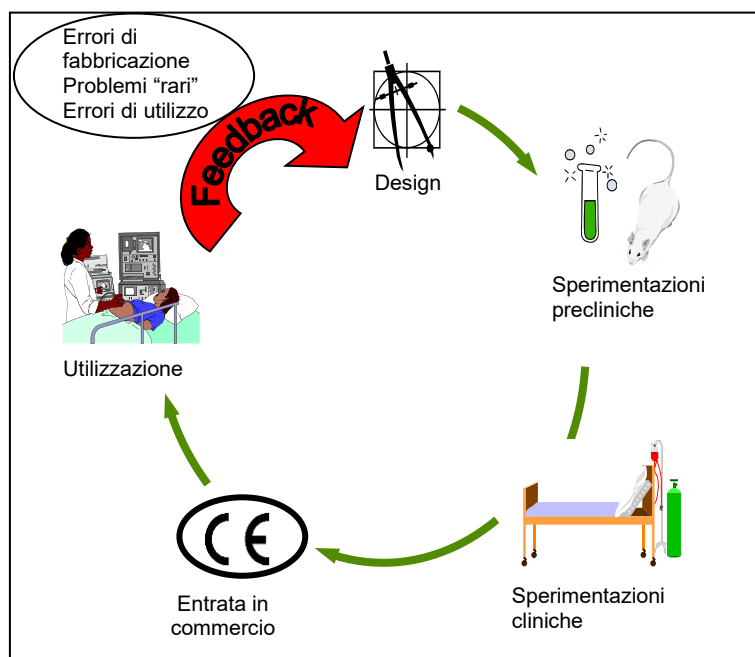 Errori di
fabbricazione
Problemi “rari”
Errori di utilizzo
Feedback
Design
Sperimentazioni
precliniche
Utilizzazione
CE
Entrata in
commercio
Sperimentazioni
cliniche